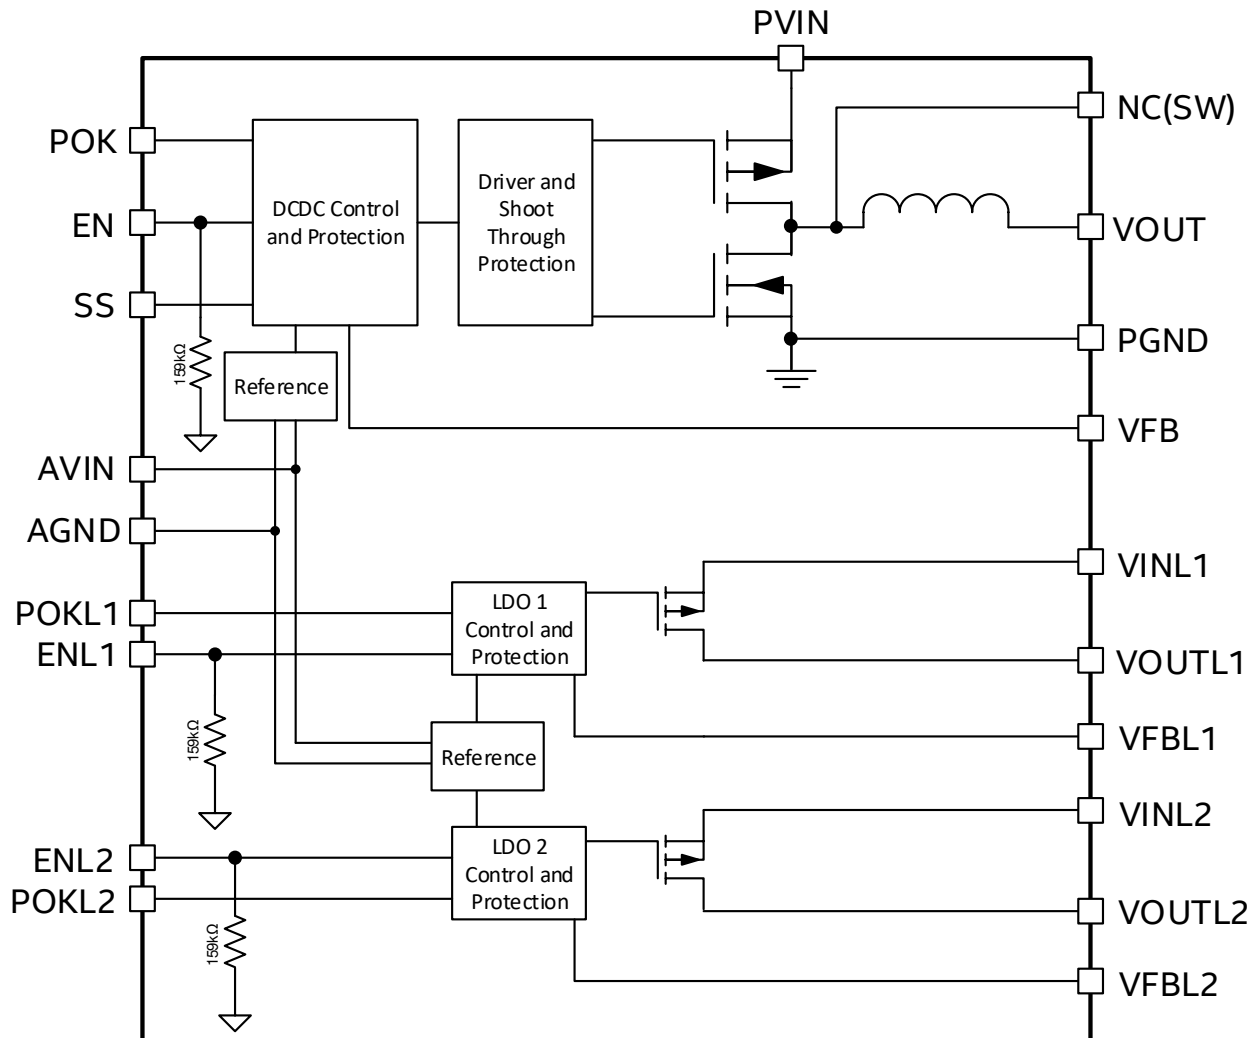 PVIN
NC(SW)
POK
EN
SS
DCDC Control
and Protection
Driver and
Shoot
Through
Protection
VOUT
PGND
159kΩ
Reference
VFB
AVIN
AGND
VINL1
POKL1
ENL1
LDO 1
Control and
Protection
VOUTL1
159kΩ
Reference
VFBL1
VINL2
ENL2
POKL2
LDO 2
Control and
Protection
VOUTL2
159kΩ
VFBL2